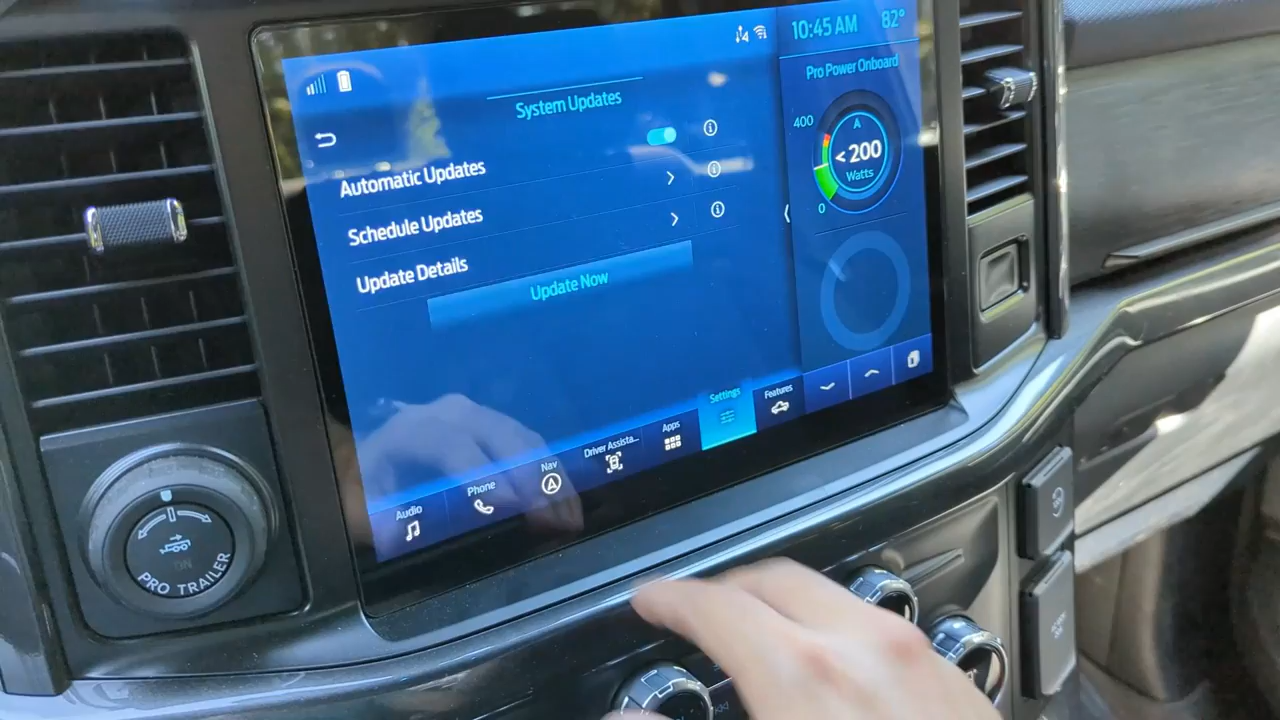 10:45 AM 82°
System Updates
Automatic Updates
Schedule Updates
Update Details
Update Now
Pro Power Onboard
400
A
< 200
Watts
0
Audio
Phone
Nav
Driver Assista...
Apps
Settings
Features
ON
PRO TRAILER